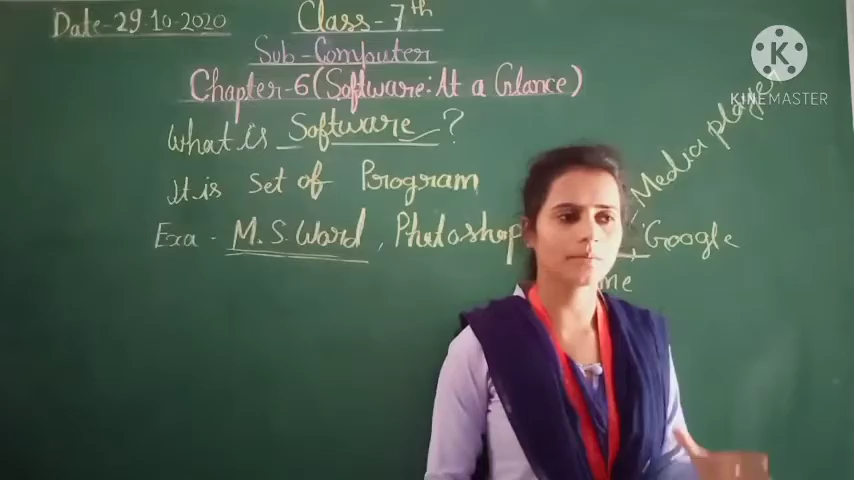 Date-29.10-2020
Class-7th
Sub-Computer
Chapter-6(Software:At a Glance)
What is Software?
It is Set of Program
Exa - M.S.Word, Photoshop
Media player
Google
me
K
KINEMASTER